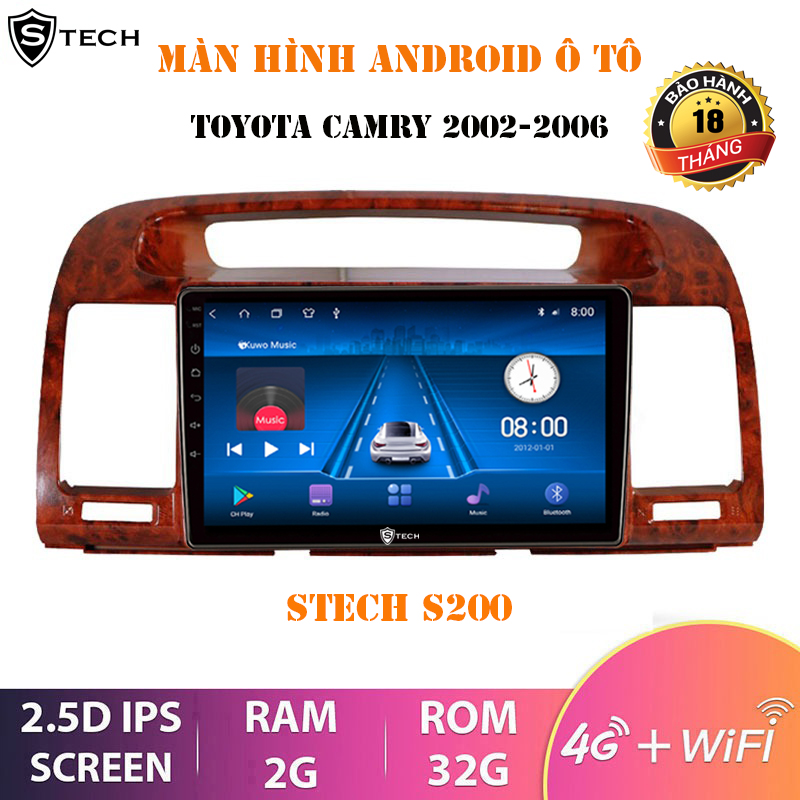 S TECH
MÀN HÌNH ANDROID Ô TÔ
TOYOTA CAMRY 2002-2006
BẢO HÀNH
18
THÁNG
8:00
Kuwo Music
Music
08:00
2012-01-01
CH Play
Radio
Music
Bluetooth
S TECH
STECH S200
2.5D IPS
SCREEN
RAM
2G
ROM
32G
4G + WiFi